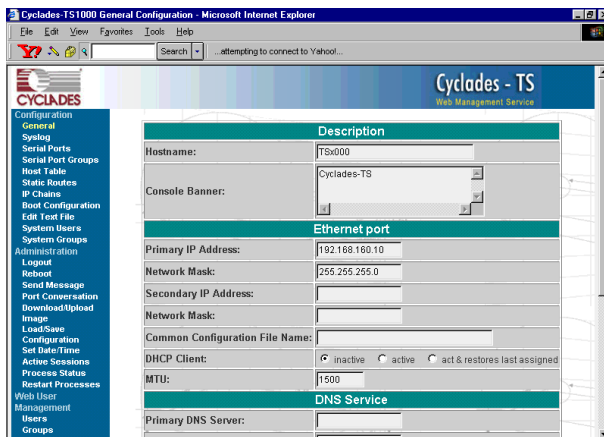 Cyclades-TS1000 General Configuration - Microsoft Internet Explorer
File Edit View Favorites Tools Help
Y! Search ...attempting to connect to Yahoo!...
CYCLADES
Cyclades - TS
Web Management Service
Configuration
General
Syslog
Serial Ports
Serial Port Groups
Host Table
Static Routes
IP Chains
Boot Configuration
Edit Text File
System Users
System Groups
Administration
Logout
Reboot
Send Message
Port Conversation
Download/Upload
Image
Load/Save
Configuration
Set Date/Time
Active Sessions
Process Status
Restart Processes
Web User
Management
Users
Groups
Description
Hostname: TSx000
Console Banner: Cyclades-TS
Ethernet port
Primary IP Address: 192.168.160.10
Network Mask: 255.255.255.0
Secondary IP Address:
Network Mask:
Common Configuration File Name:
DHCP Client: inactive active act & restores last assigned
MTU: 1500
DNS Service
Primary DNS Server: